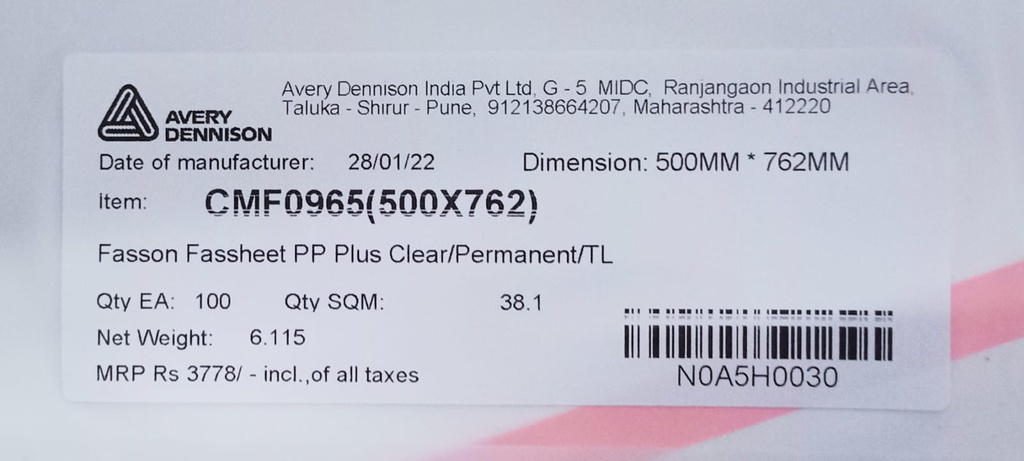 AVERY
DENNISON
Avery Dennison India Pvt Ltd, G - 5 MIDC, Ranjangaon Industrial Area,
Taluka - Shirur - Pune, 912138664207, Maharashtra - 412220
Date of manufacturer: 28/01/22 Dimension: 500MM * 762MM
Item: CMF0965(500X762)
Fasson Fassheet PP Plus Clear/Permanent/TL
Qty EA: 100 Qty SQM: 38.1
Net Weight: 6.115
MRP Rs 3778/ - incl.,of all taxes
N0A5H0030